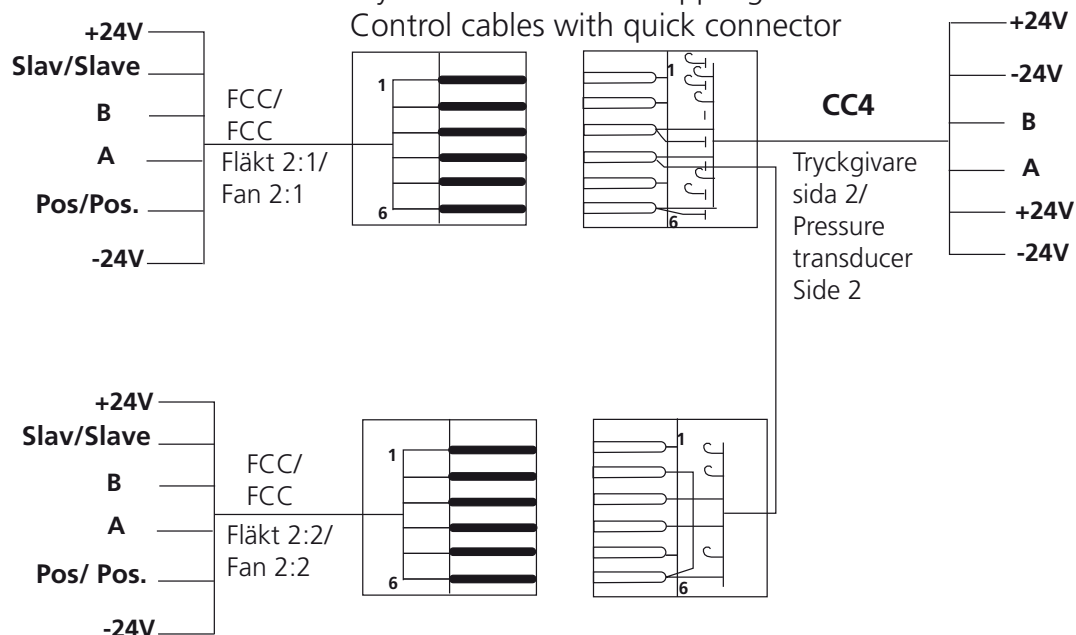 Control cables with quick connector
+24V
Slav/Slave
B
A
Pos/Pos.
-24V
FCC/
FCC
Fläkt 2:1/
Fan 2:1
1
6
1
6
CC4
Tryckgivare
sida 2/
Pressure
transducer
Side 2
+24V
-24V
B
A
+24V
-24V
+24V
Slav/Slave
B
A
Pos/ Pos.
-24V
FCC/
FCC
Fläkt 2:2/
Fan 2:2
1
6
1
6